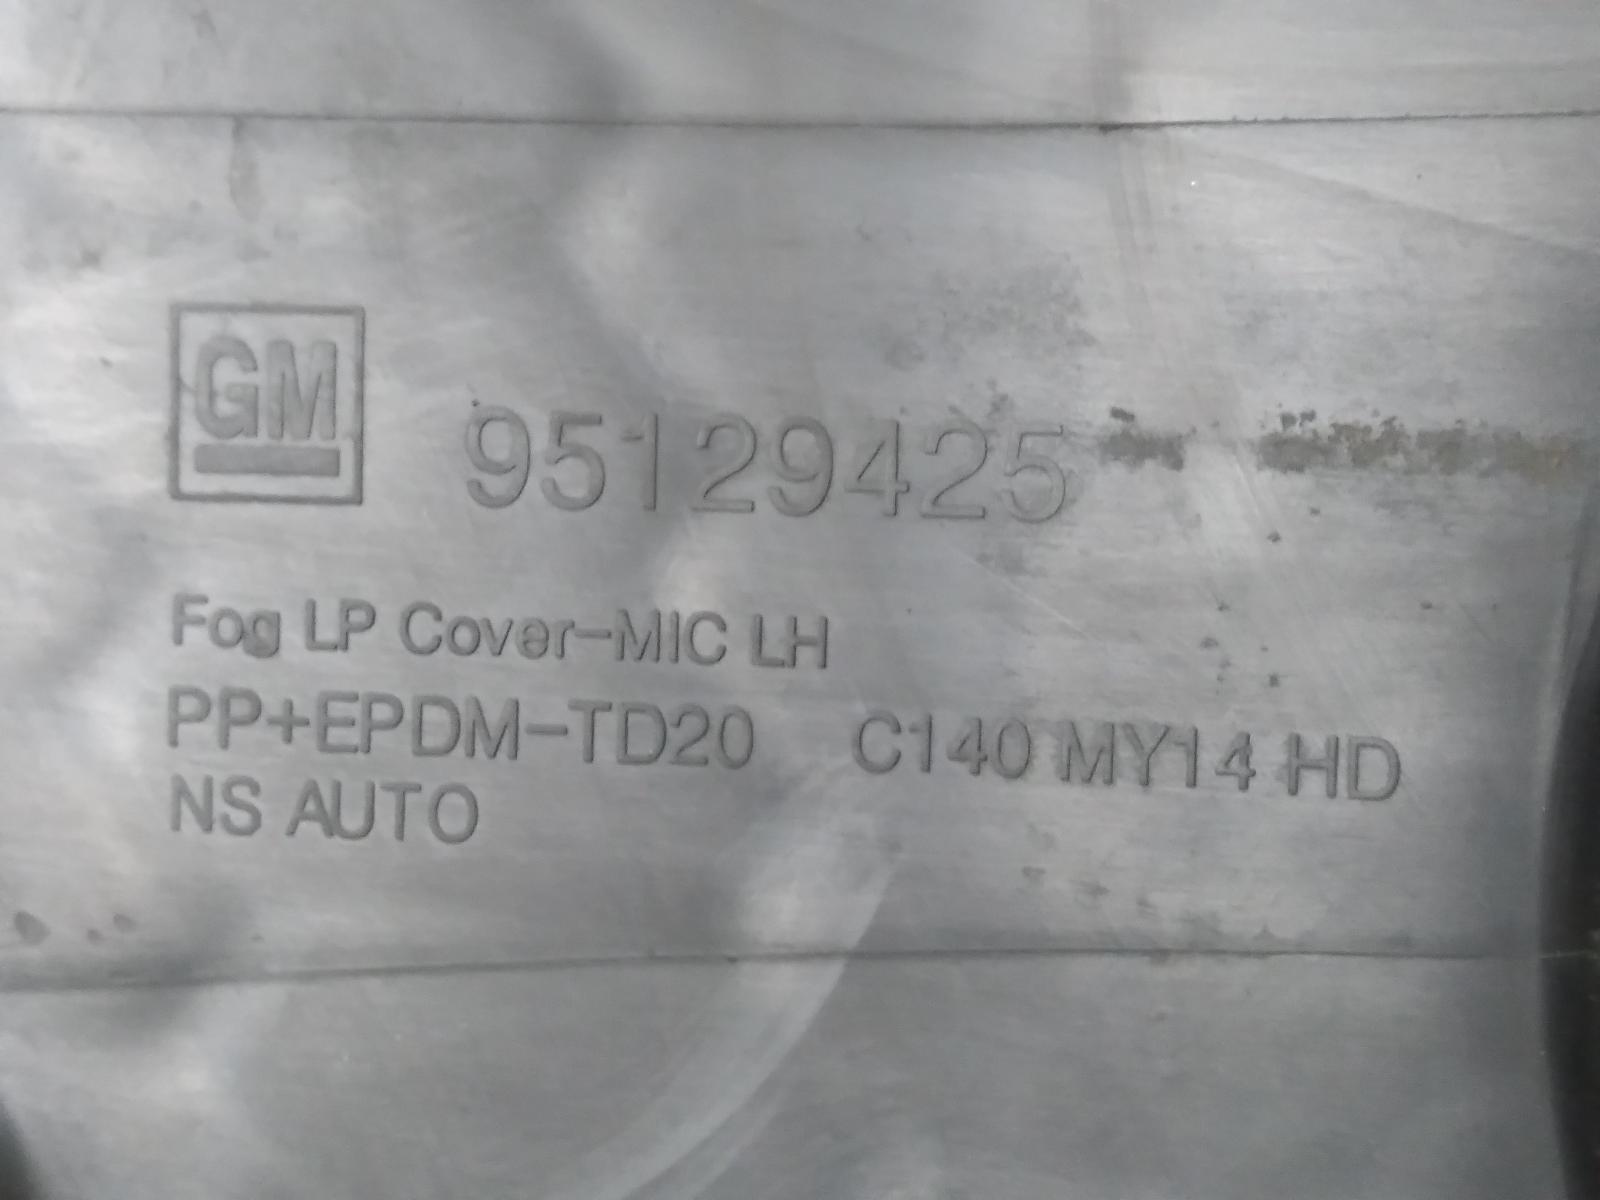 GM
95129425
Fog LP Cover-MIC LH
PP+EPDM-TD20 C140 MY14 HD
NS AUTO